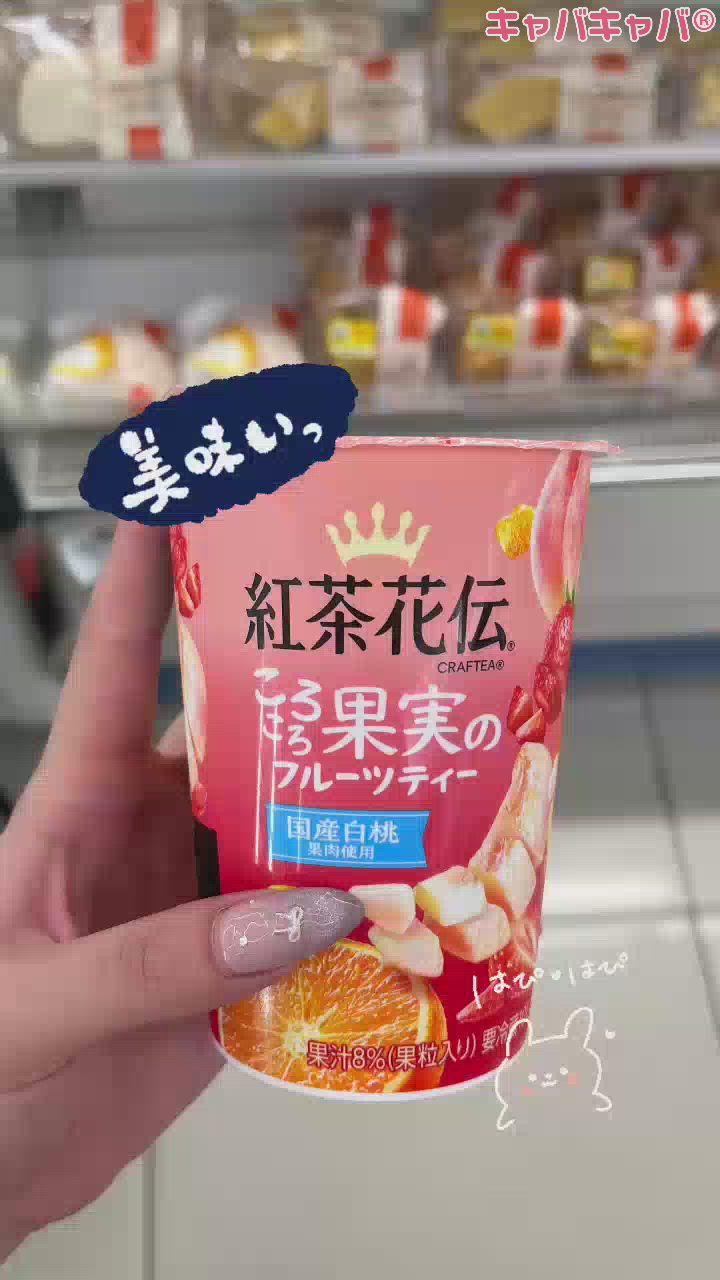 キャバキャバ®
美味いっ
紅茶花伝®
CRAFTEA®
ころころ果実の
フルーツティー
国産白桃
果肉使用
はぴはぴ
果汁8%(果粒入り) 要冷